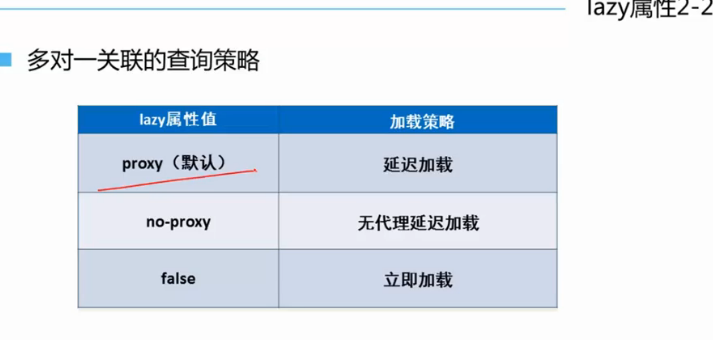 lazy属性2-2
多对一关联的查询策略
lazy属性值 加载策略
proxy（默认） 延迟加载
no-proxy 无代理延迟加载
false 立即加载